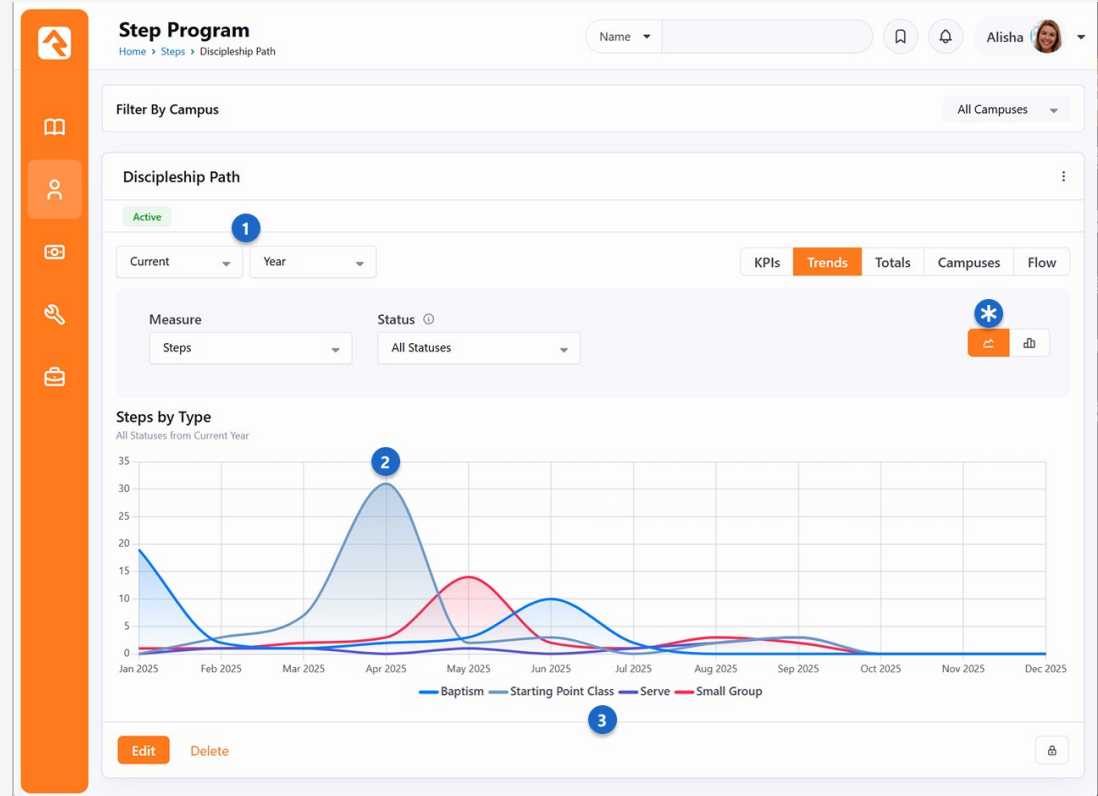 Step Program
Home › Steps › Discipleship Path
Name
Alisha
Filter By Campus
All Campuses
Discipleship Path
Active
1
Current
Year
KPIs
Trends
Totals
Campuses
Flow
Measure
Status
*
Steps
All Statuses
Steps by Type
All Statuses from Current Year
2
35
30
25
20
15
10
5
0
Jan 2025 Feb 2025 Mar 2025 Apr 2025 May 2025 Jun 2025 Jul 2025 Aug 2025 Sep 2025 Oct 2025 Nov 2025 Dec 2025
Baptism Starting Point Class Serve Small Group
3
Edit
Delete